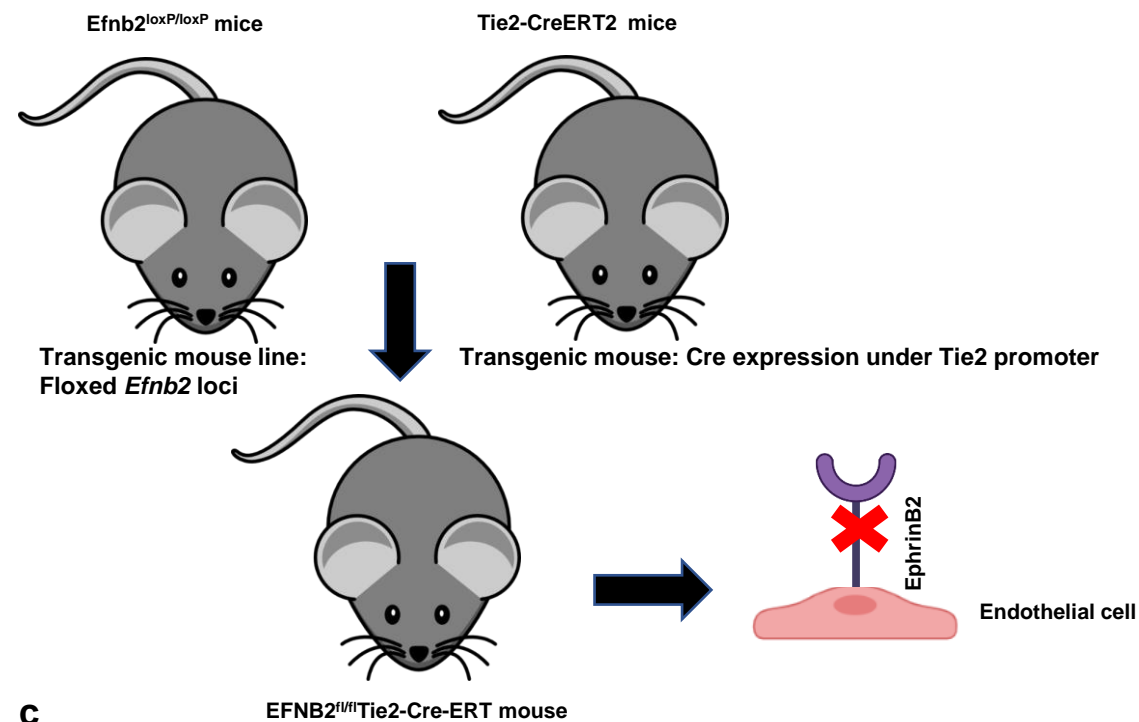 Efnb2loxP/loxP mice
Tie2-CreERT2 mice
Transgenic mouse line:
Floxed Efnb2 loci
Transgenic mouse: Cre expression under Tie2 promoter
EphrinB2
Endothelial cell
c
EFNB2fl/flTie2-Cre-ERT mouse